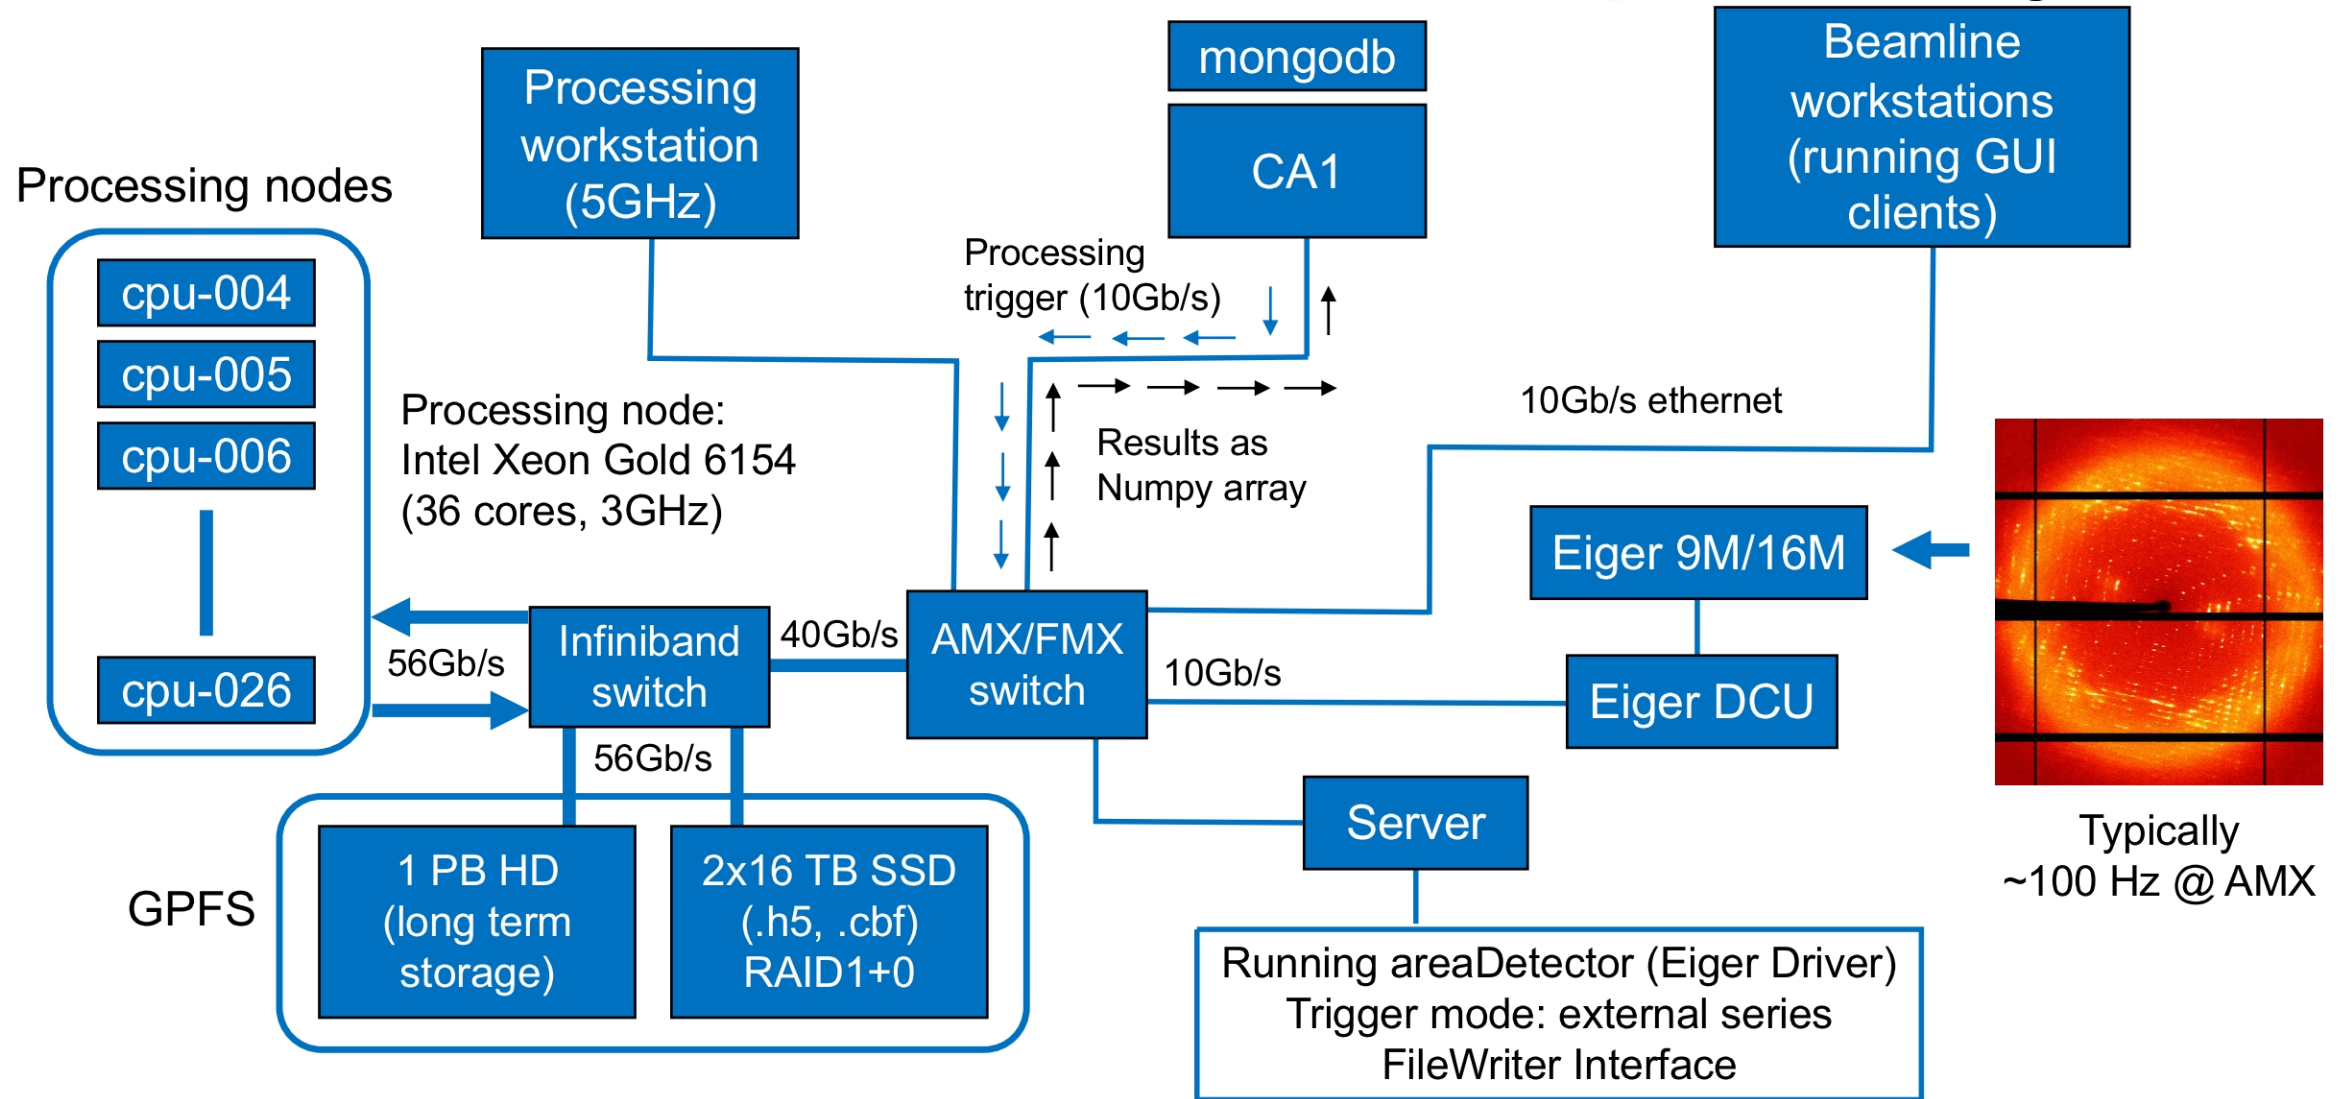 Processing
workstation
(5GHz)
mongodb
CA1
Beamline
workstations
(running GUI
clients)
Processing nodes
cpu-004
cpu-005
cpu-006
cpu-026
Processing
trigger (10Gb/s)
Results as
Numpy array
Processing node:
Intel Xeon Gold 6154
(36 cores, 3GHz)
10Gb/s ethernet
Eiger 9M/16M
Eiger DCU
56Gb/s
Infiniband
switch
40Gb/s
AMX/FMX
switch
10Gb/s
56Gb/s
Server
Typically
~100 Hz @ AMX
GPFS
1 PB HD
(long term
storage)
2x16 TB SSD
(.h5, .cbf)
RAID1+0
Running areaDetector (Eiger Driver)
Trigger mode: external series
FileWriter Interface